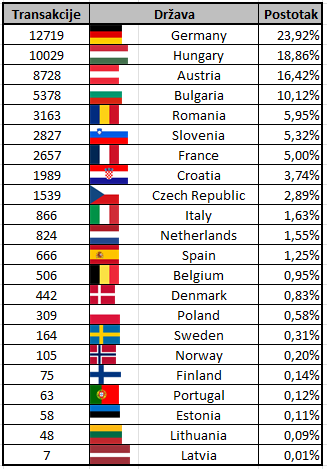 Transakcije Država Postotak
12719 Germany 23,92%
10029 Hungary 18,86%
8728 Austria 16,42%
5378 Bulgaria 10,12%
3163 Romania 5,95%
2827 Slovenia 5,32%
2657 France 5,00%
1989 Croatia 3,74%
1539 Czech Republic 2,89%
866 Italy 1,63%
824 Netherlands 1,55%
666 Spain 1,25%
506 Belgium 0,95%
442 Denmark 0,83%
309 Poland 0,58%
164 Sweden 0,31%
105 Norway 0,20%
75 Finland 0,14%
63 Portugal 0,12%
58 Estonia 0,11%
48 Lithuania 0,09%
7 Latvia 0,01%